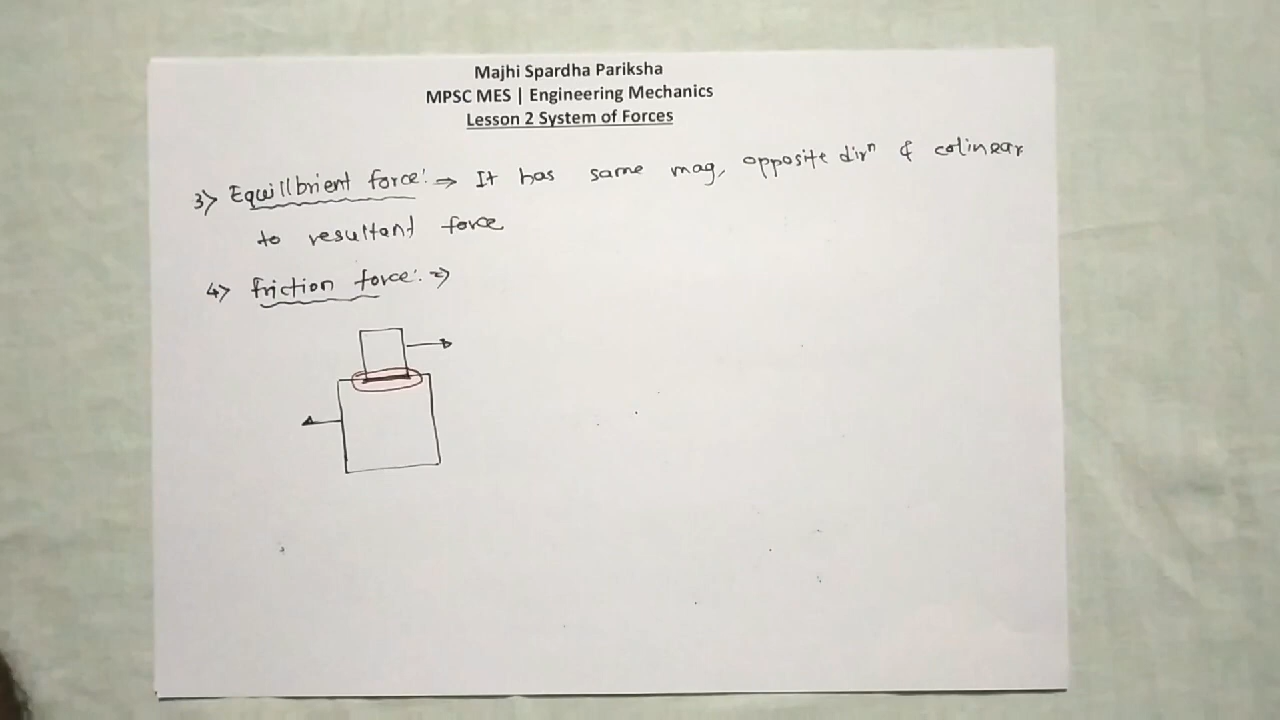 Majhi Spardha Pariksha
MPSC MES | Engineering Mechanics
Lesson 2 System of Forces
3> Equillbrient force:⇒ It has same mag, opposite dirⁿ & colinear
to resultant force
4> friction force:⇒